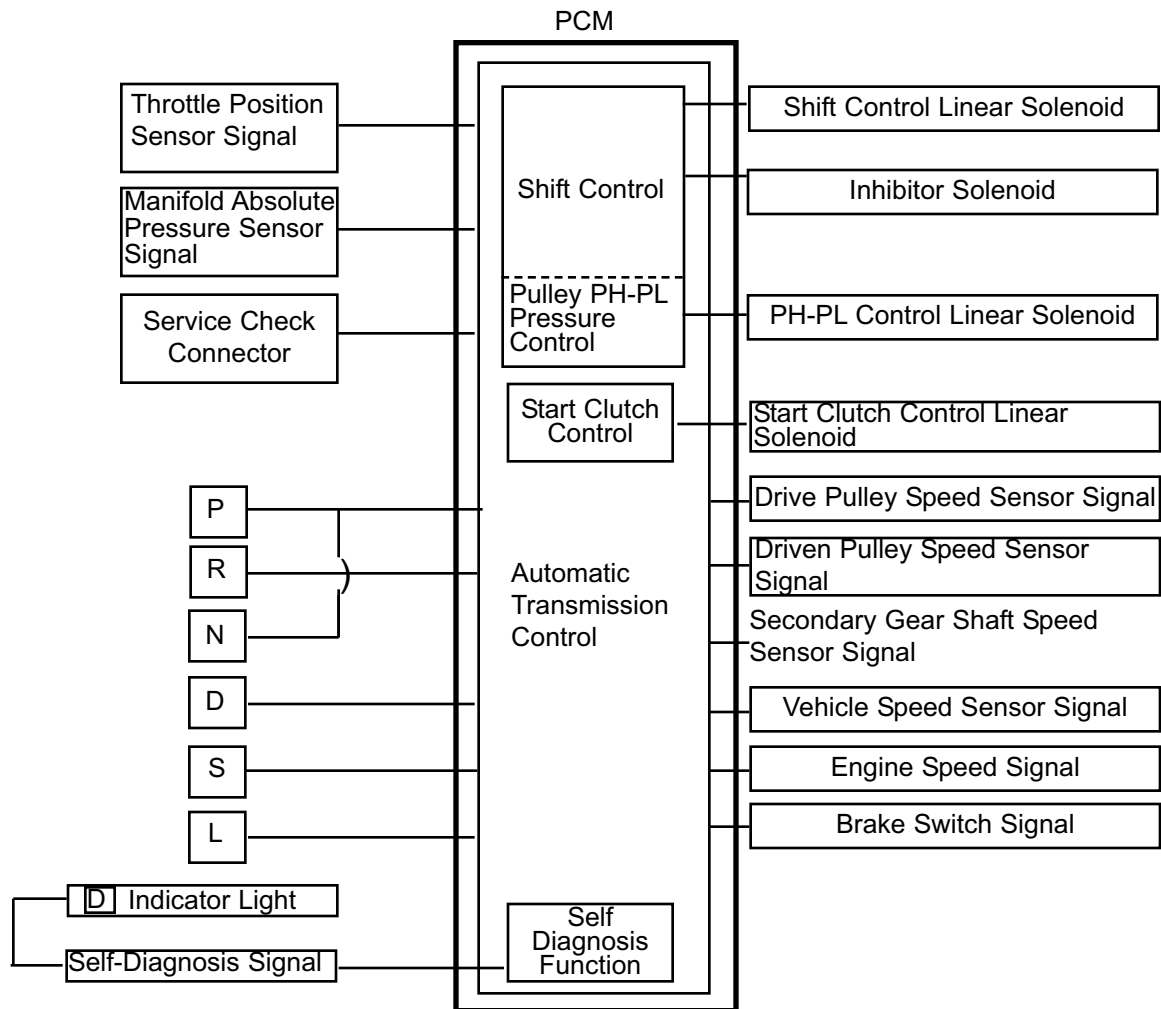 PCM
Throttle Position
Sensor Signal
Manifold Absolute
Pressure Sensor
Signal
Service Check
Connector
P
R
N
D
S
L
D Indicator Light
Self-Diagnosis Signal
Shift Control
Pulley PH-PL
Pressure
Control
Start Clutch
Control
Automatic
Transmission
Control
Self
Diagnosis
Function
Shift Control Linear Solenoid
Inhibitor Solenoid
PH-PL Control Linear Solenoid
Start Clutch Control Linear
Solenoid
Drive Pulley Speed Sensor Signal
Driven Pulley Speed Sensor
Signal
Secondary Gear Shaft Speed
Sensor Signal
Vehicle Speed Sensor Signal
Engine Speed Signal
Brake Switch Signal